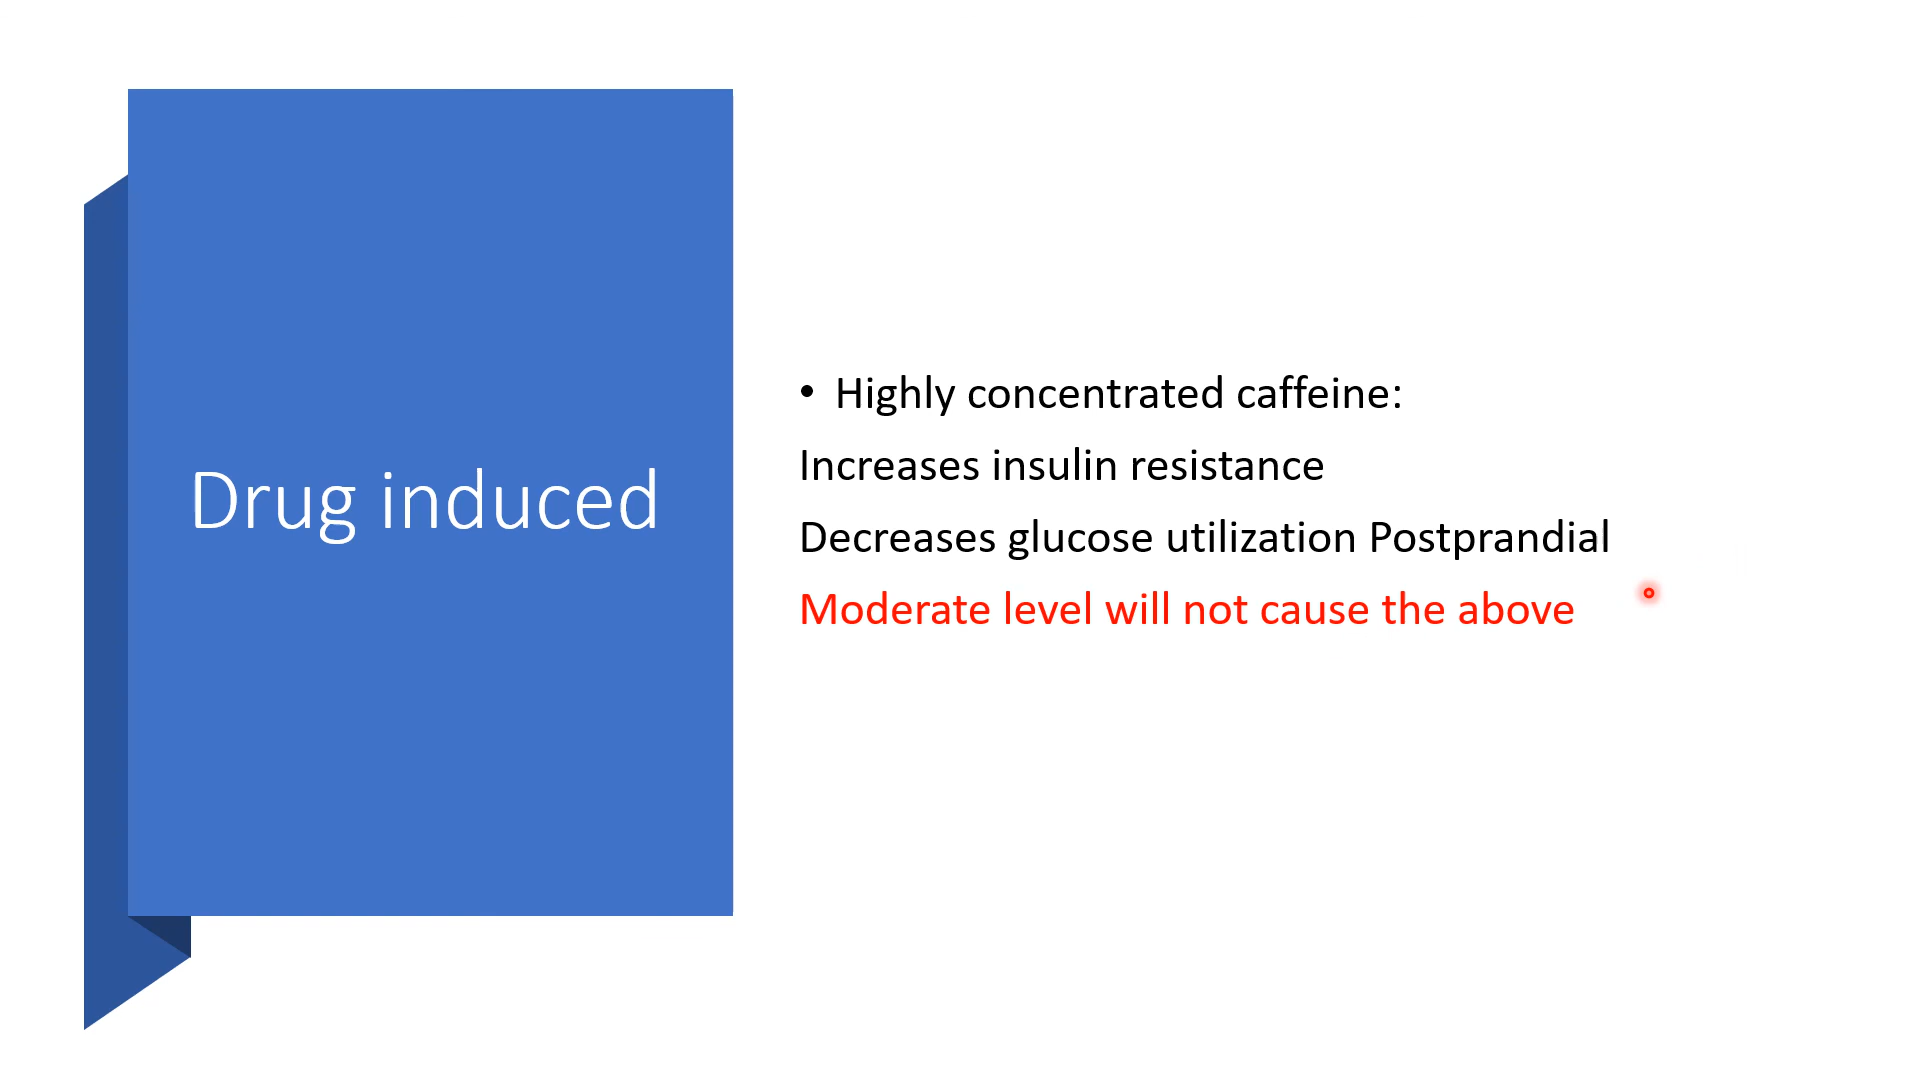 Drug induced
• Highly concentrated caffeine:
Increases insulin resistance
Decreases glucose utilization Postprandial
Moderate level will not cause the above